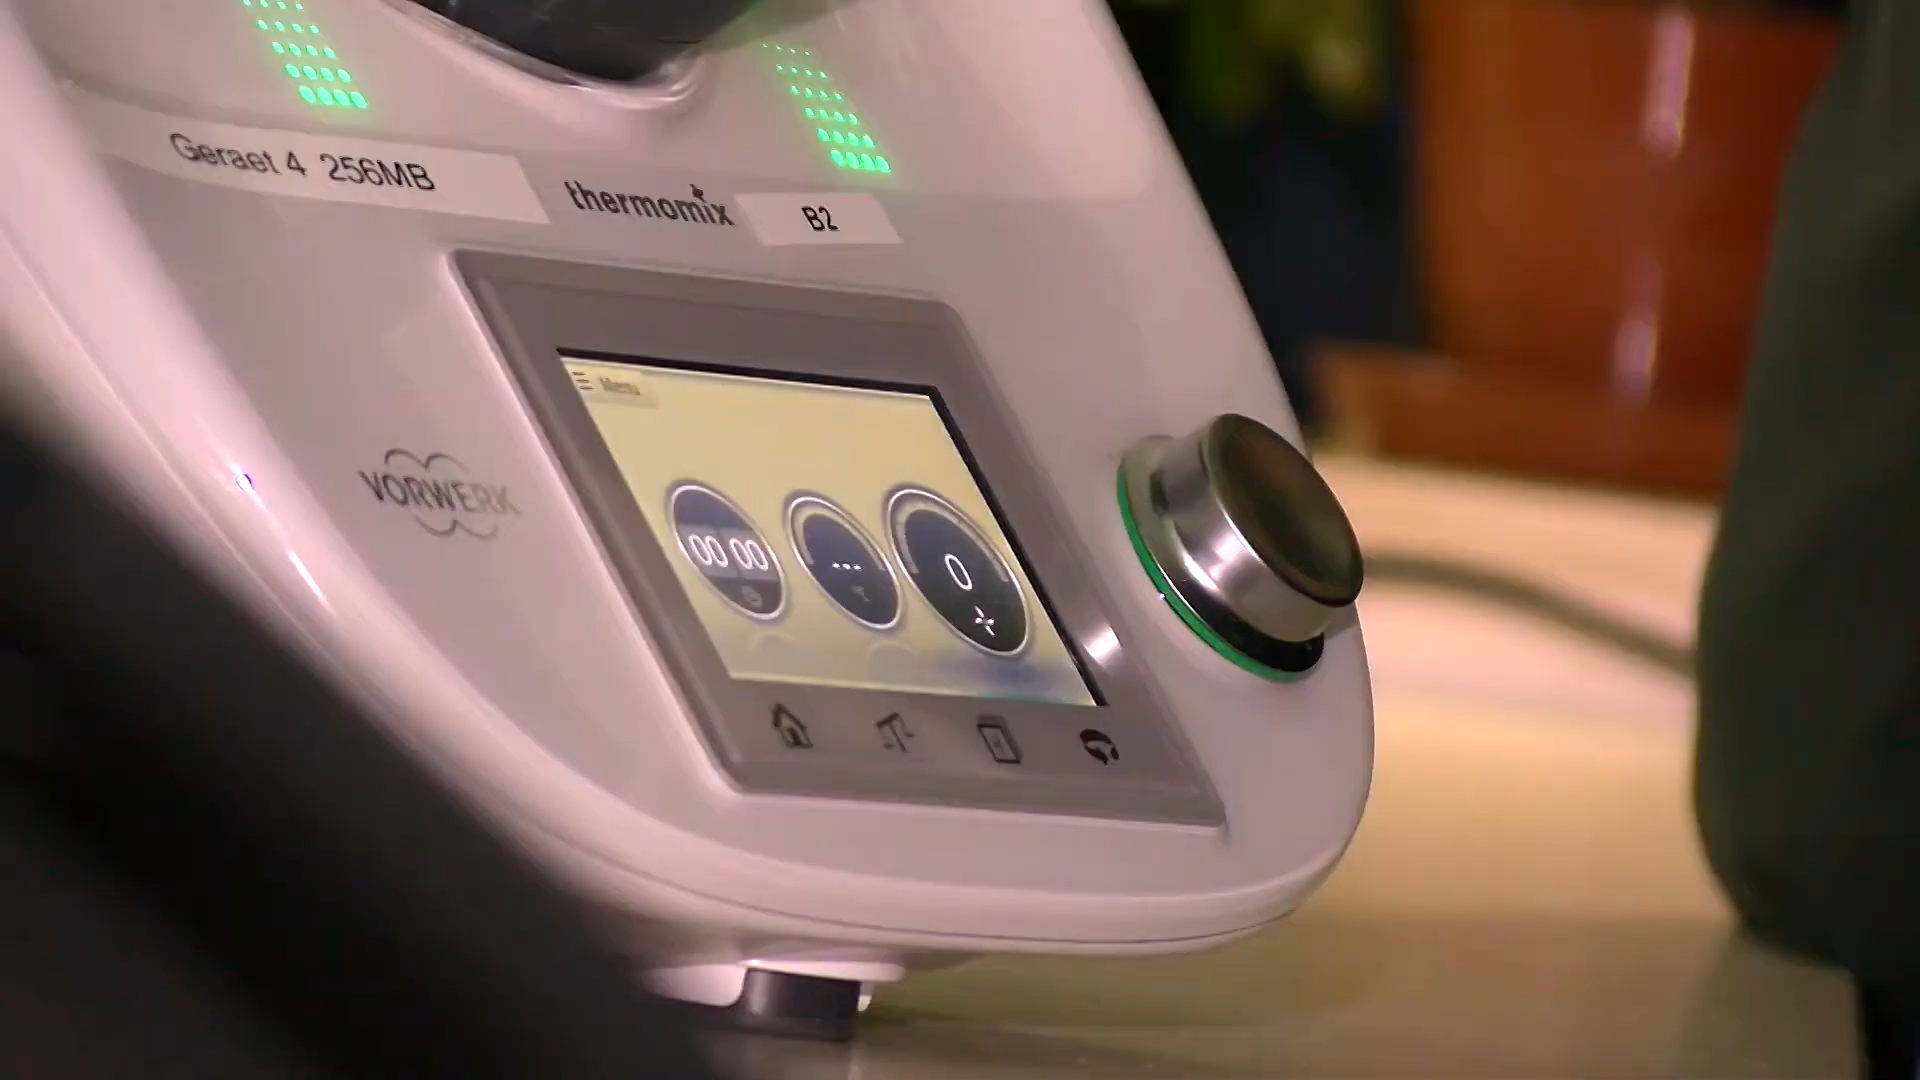 Geraet 4 256MB
thermomix
B2
Menu
VORWERK
00 00
...
0